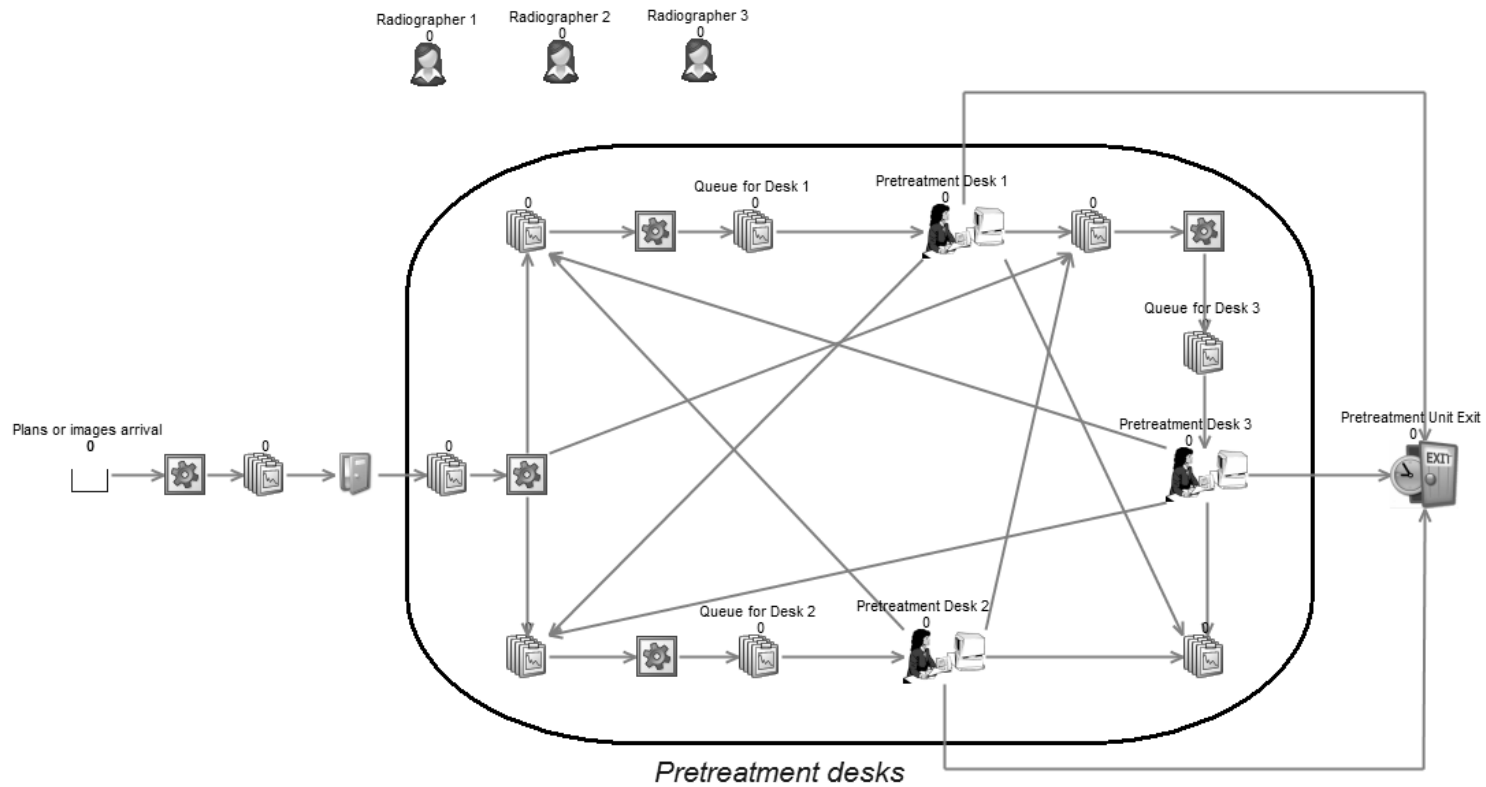 Radiographer 1
0
Radiographer 2
0
Radiographer 3
0
Pretreatment Desk 1
0
Queue for Desk 1
0
0
0
Queue for Desk 3
Pretreatment Desk 3
0
Pretreatment Unit Exit
0
EXIT
Plans or images arrival
0
0
0
Queue for Desk 2
0
Pretreatment Desk 2
0
0
0
Pretreatment desks